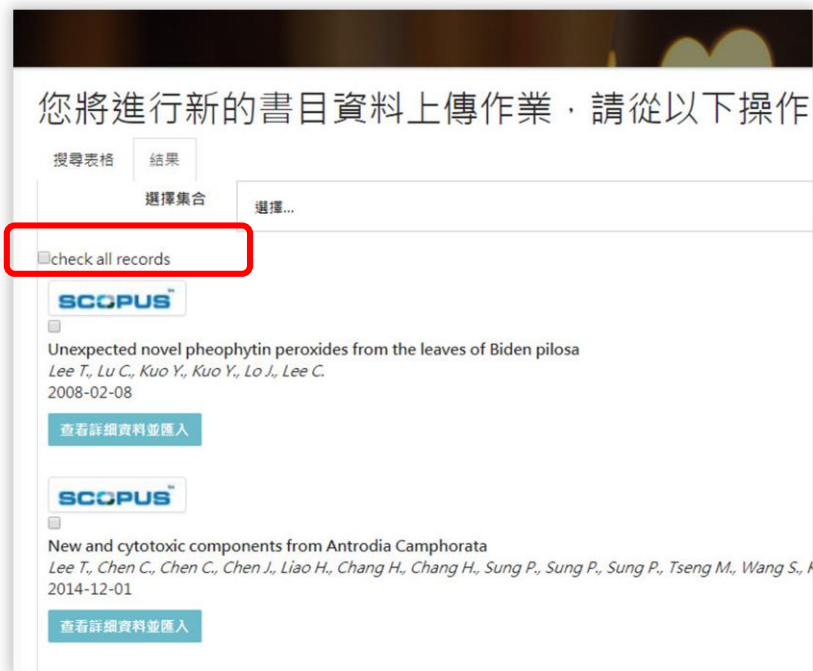 您將進行新的書目資料上傳作業，請從以下操作
搜尋表格 結果
選擇集合 選擇...
check all records
SCOPUS™
Unexpected novel pheophytin peroxides from the leaves of Biden pilosa
Lee T., Lu C., Kuo Y., Kuo Y., Lo J., Lee C.
2008-02-08
查看詳細資料並匯入
SCOPUS™
New and cytotoxic components from Antrodia Camphorata
Lee T., Chen C., Chen C., Chen J., Liao H., Chang H., Chang H., Sung P., Sung P., Sung P., Tseng M., Wang S.,
2014-12-01
查看詳細資料並匯入